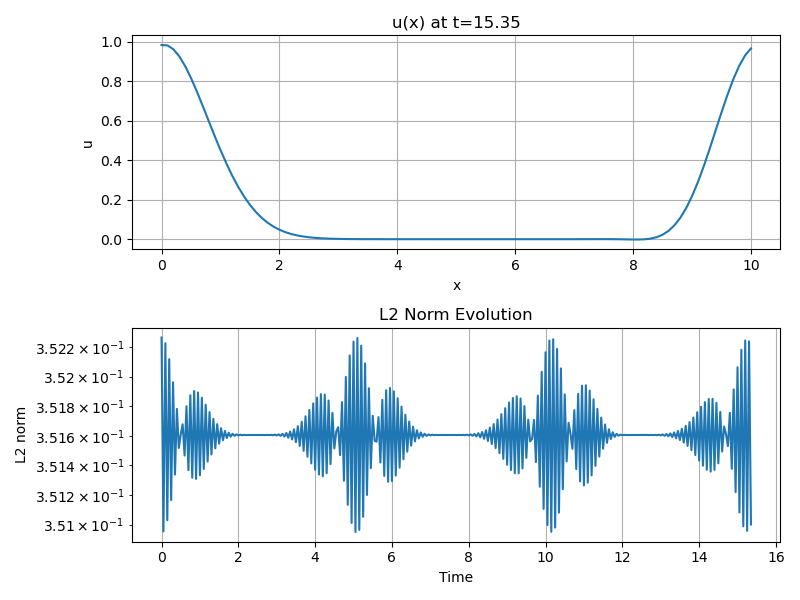 u(x) at t=15.35
1.0
0.8
0.6
0.4
0.2
0.0
u
0 2 4 6 8 10
x
L2 Norm Evolution
3.522 × 10⁻¹
3.52 × 10⁻¹
3.518 × 10⁻¹
3.516 × 10⁻¹
3.514 × 10⁻¹
3.512 × 10⁻¹
3.51 × 10⁻¹
L2 norm
0 2 4 6 8 10 12 14 16
Time